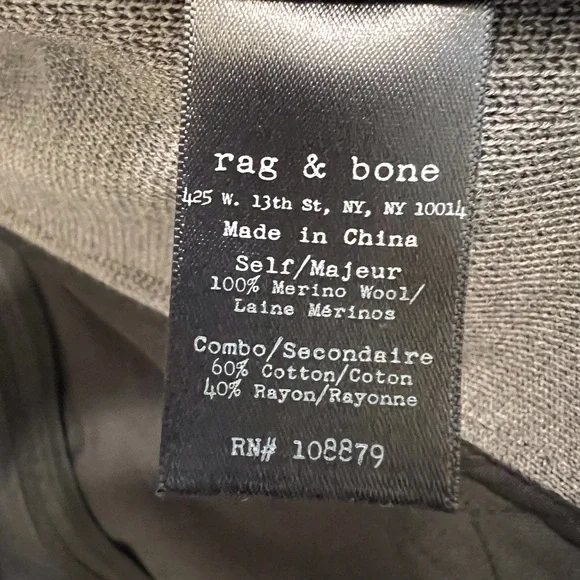 rag & bone
425 W. 13th St, NY, NY 10014
Made in China
Self/Majeur
100% Merino Wool/
Laine Mérinos
Combo/Secondaire
60% Cotton/Coton
40% Rayon/Rayonne
RN# 108879